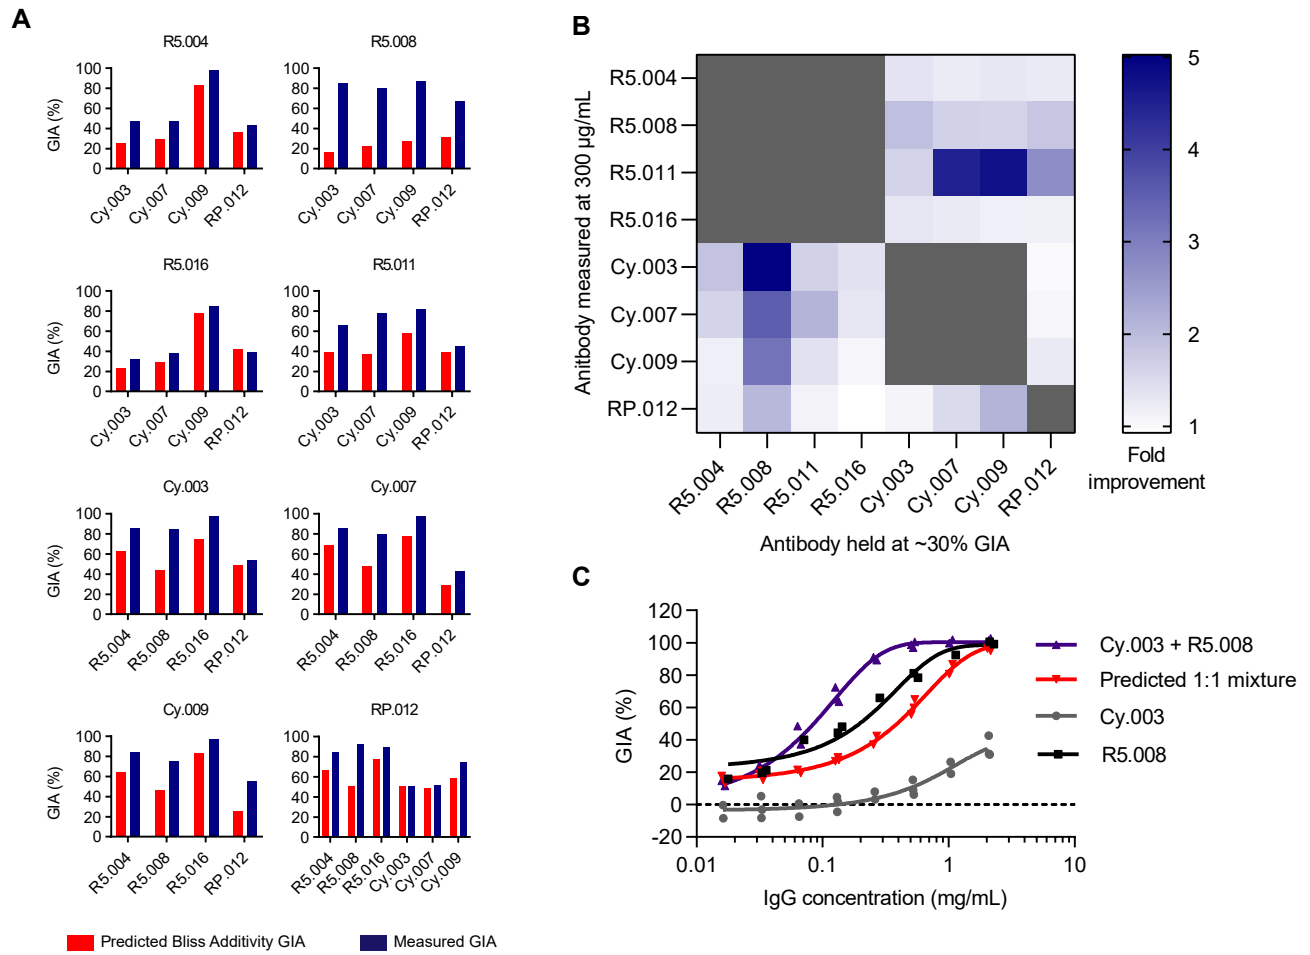 A
R5.004
GIA (%)
100
80
60
40
20
0
Cy.003
Cy.007
Cy.009
RP.012
R5.008
100
80
60
40
20
0
Cy.003
Cy.007
Cy.009
RP.012
R5.016
GIA (%)
100
80
60
40
20
0
Cy.003
Cy.007
Cy.009
RP.012
R5.011
100
80
60
40
20
0
Cy.003
Cy.007
Cy.009
RP.012
Cy.003
GIA (%)
100
80
60
40
20
0
R5.004
R5.008
R5.016
RP.012
Cy.007
100
80
60
40
20
0
R5.004
R5.008
R5.016
RP.012
Cy.009
GIA (%)
100
80
60
40
20
0
R5.004
R5.008
R5.016
RP.012
RP.012
100
80
60
40
20
0
R5.004
R5.008
R5.016
Cy.003
Cy.007
Cy.009
Predicted Bliss Additivity GIA
Measured GIA
B
Anitbody measured at 300 µg/mL
R5.004
R5.008
R5.011
R5.016
Cy.003
Cy.007
Cy.009
RP.012
R5.004
R5.008
R5.011
R5.016
Cy.003
Cy.007
Cy.009
RP.012
Antibody held at ~30% GIA
5
4
3
2
1
Fold
improvement
C
GIA (%)
120
100
80
60
40
20
0
-20
0.01
0.1
1
10
IgG concentration (mg/mL)
Cy.003 + R5.008
Predicted 1:1 mixture
Cy.003
R5.008